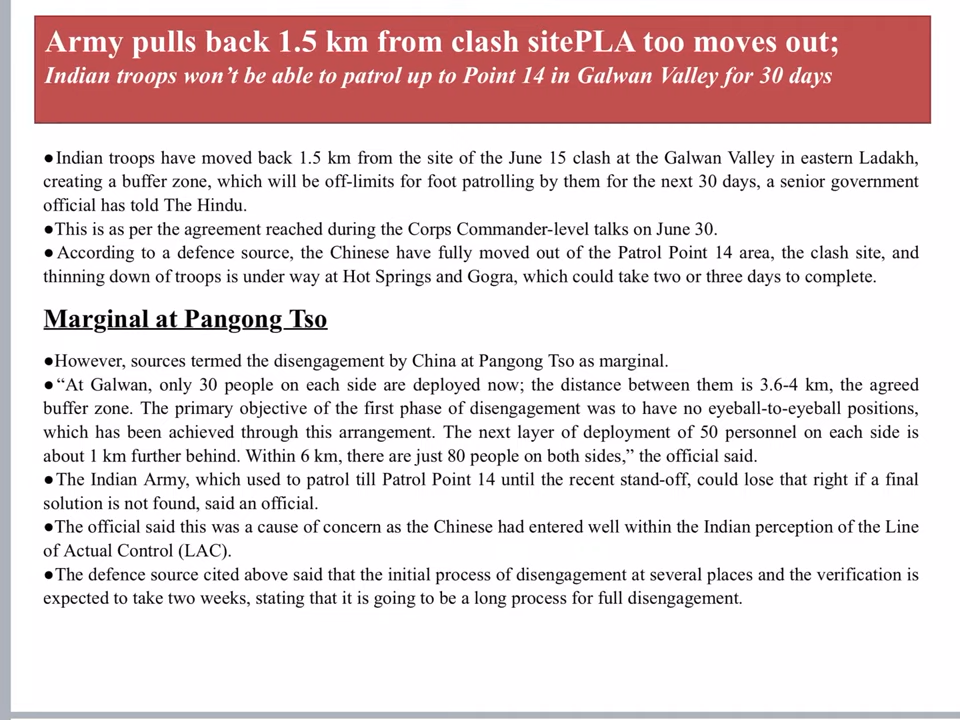 Army pulls back 1.5 km from clash sitePLA too moves out;
Indian troops won't be able to patrol up to Point 14 in Galwan Valley for 30 days
●Indian troops have moved back 1.5 km from the site of the June 15 clash at the Galwan Valley in eastern Ladakh,
creating a buffer zone, which will be off-limits for foot patrolling by them for the next 30 days, a senior government
official has told The Hindu.
●This is as per the agreement reached during the Corps Commander-level talks on June 30.
●According to a defence source, the Chinese have fully moved out of the Patrol Point 14 area, the clash site, and
thinning down of troops is under way at Hot Springs and Gogra, which could take two or three days to complete.
Marginal at Pangong Tso
●However, sources termed the disengagement by China at Pangong Tso as marginal.
●“At Galwan, only 30 people on each side are deployed now; the distance between them is 3.6-4 km, the agreed
buffer zone. The primary objective of the first phase of disengagement was to have no eyeball-to-eyeball positions,
which has been achieved through this arrangement. The next layer of deployment of 50 personnel on each side is
about 1 km further behind. Within 6 km, there are just 80 people on both sides,” the official said.
●The Indian Army, which used to patrol till Patrol Point 14 until the recent stand-off, could lose that right if a final
solution is not found, said an official.
●The official said this was a cause of concern as the Chinese had entered well within the Indian perception of the Line
of Actual Control (LAC).
●The defence source cited above said that the initial process of disengagement at several places and the verification is
expected to take two weeks, stating that it is going to be a long process for full disengagement.